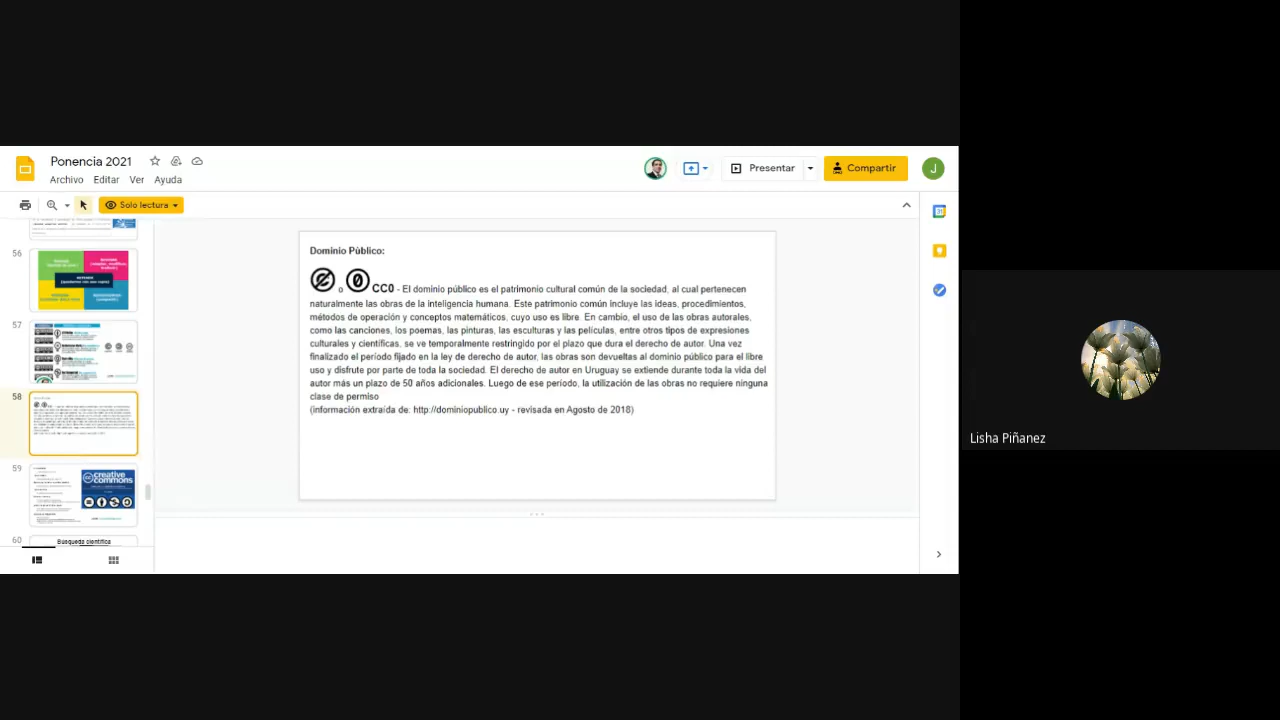 Ponencia 2021
Archivo Editar Ver Ayuda
Presentar
Compartir
J
Solo lectura
56
57
58
59
creative commons
60
Busqueda científica
Dominio Público:
o CC0 - El dominio público es el patrimonio cultural común de la sociedad, al cual pertenecen
naturalmente las obras de la inteligencia humana. Este patrimonio común incluye las ideas, procedimientos,
métodos de operación y conceptos matemáticos, cuyo uso es libre. En cambio, el uso de las obras autorales,
como las canciones, los poemas, las pinturas, las esculturas y las películas, entre otros tipos de expresiones
culturales y científicas, se ve temporalmente restringido por el plazo que dura el derecho de autor. Una vez
finalizado el período fijado en la ley de derecho de autor, las obras son devueltas al dominio público para el libre
uso y disfrute por parte de toda la sociedad. El derecho de autor en Uruguay se extiende durante toda la vida del
autor más un plazo de 50 años adicionales. Luego de ese período, la utilización de las obras no requiere ninguna
clase de permiso
(información extraída de: http://dominiopublico.uy - revisada en Agosto de 2018)
Lisha Piñanez